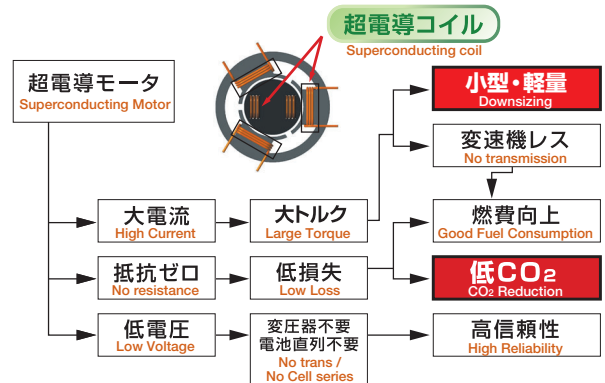 超電導コイル
Superconducting coil
超電導モータ
Superconducting Motor
小型・軽量
Downsizing
変速機レス
No transmission
大電流
High Current
大トルク
Large Torque
燃費向上
Good Fuel Consumption
抵抗ゼロ
No resistance
低損失
Low Loss
低CO2
CO2 Reduction
低電圧
Low Voltage
変圧器不要
電池直列不要
No trans /
No Cell series
高信頼性
High Reliability